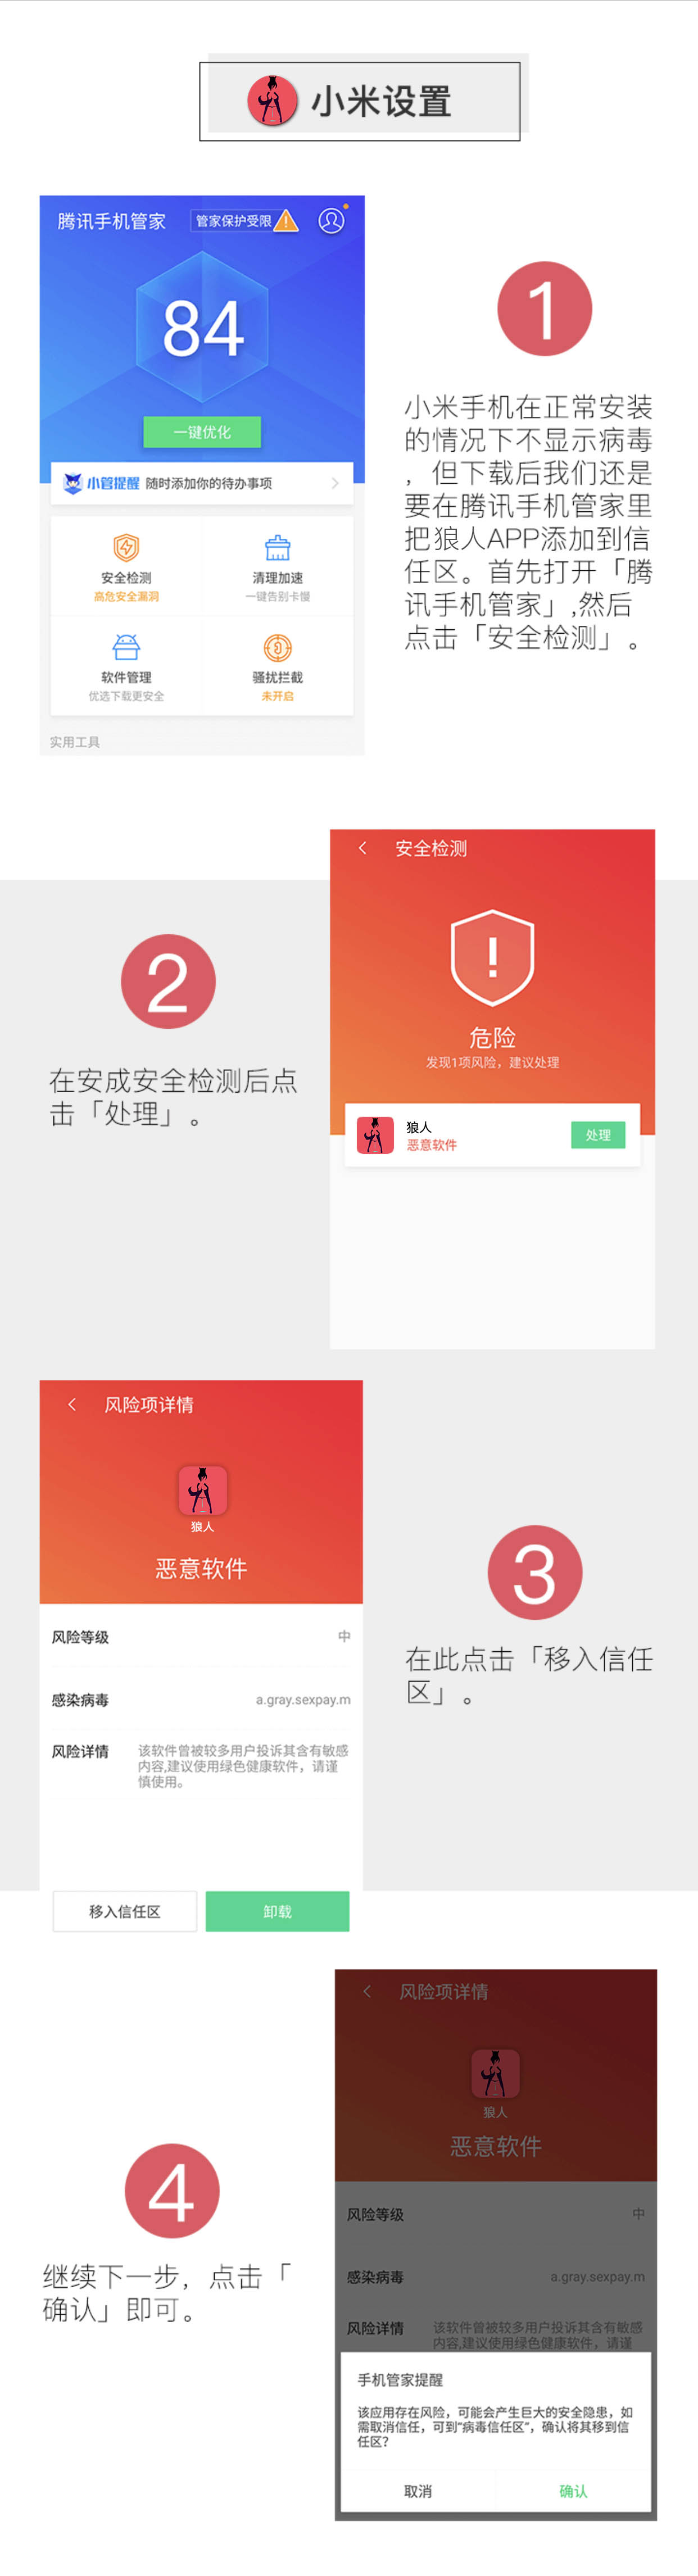 小米设置
腾讯手机管家
管家保护受限
84
一键优化
小管提醒 随时添加你的待办事项
安全检测
高危安全漏洞
清理加速
一键告别卡慢
软件管理
优选下载更安全
骚扰拦截
未开启
实用工具
1
小米手机在正常安装
的情况下不显示病毒
，但下载后我们还是
要在腾讯手机管家里
把狼人APP添加到信
任区。首先打开「腾
讯手机管家」,然后
点击「安全检测」。
2
在安成安全检测后点
击「处理」。
安全检测
危险
发现1项风险，建议处理
狼人
恶意软件
处理
风险项详情
狼人
恶意软件
风险等级 中
感染病毒 a.gray.sexpay.m
风险详情 该软件曾被较多用户投诉其含有敏感
内容,建议使用绿色健康软件，请谨
慎使用。
移入信任区 卸载
3
在此点击「移入信任
区」。
4
继续下一步，点击「
确认」即可。
风险项详情
狼人
恶意软件
风险等级 中
感染病毒 a.gray.sexpay.m
风险详情 该软件曾被较多用户投诉其含有敏感
内容,建议使用绿色健康软件，请谨
手机管家提醒
该应用存在风险，可能会产生巨大的安全隐患，如
需取消信任，可到“病毒信任区”，确认将其移到信
任区？
取消 确认